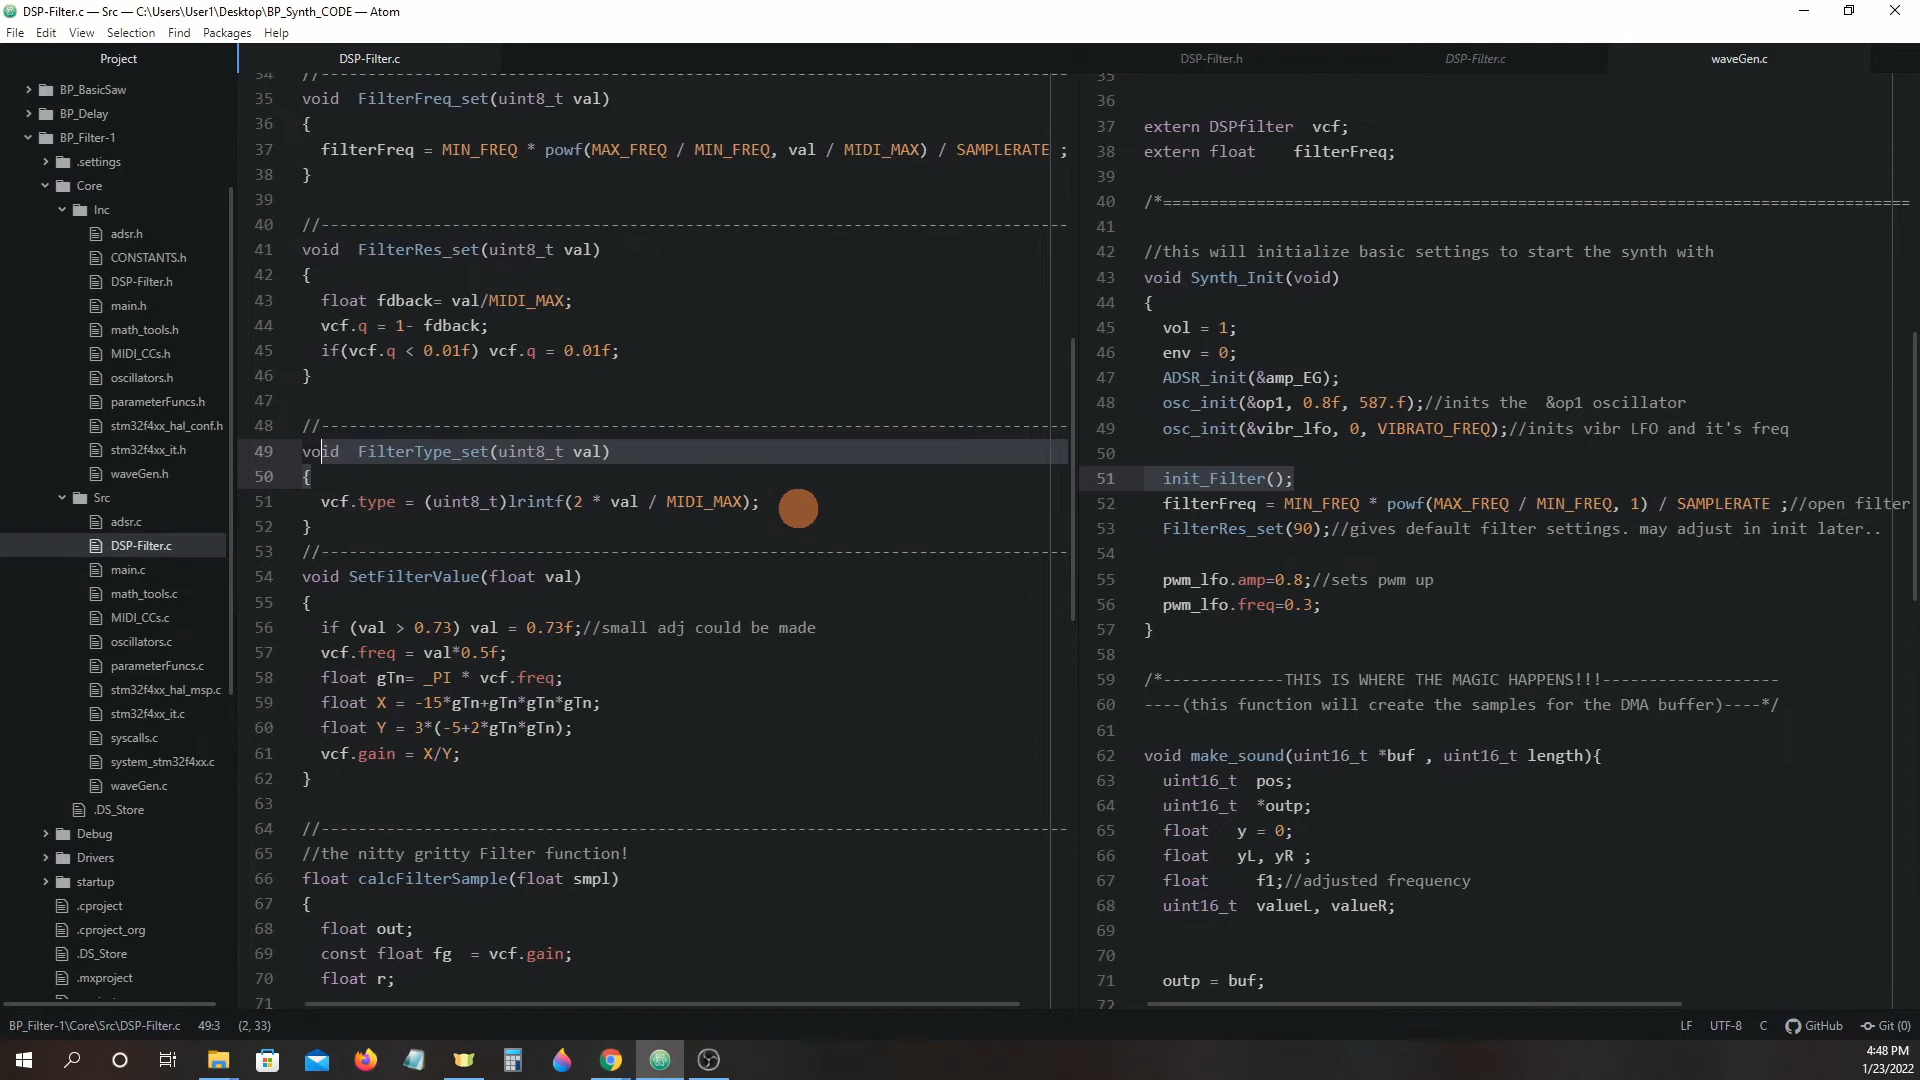 DSP-Filter.c — Src — C:\Users\User1\Desktop\BP_Synth_CODE — Atom
File Edit View Selection Find Packages Help
Project
BP_BasicSaw
BP_Delay
BP_Filter-1
.settings
Core
Inc
adsr.h
CONSTANTS.h
DSP-Filter.h
main.h
math_tools.h
MIDI_CCs.h
oscillators.h
parameterFuncs.h
stm32f4xx_hal_conf.h
stm32f4xx_it.h
waveGen.h
Src
adsr.c
DSP-Filter.c
main.c
math_tools.c
MIDI_CCs.c
oscillators.c
parameterFuncs.c
stm32f4xx_hal_msp.c
stm32f4xx_it.c
syscalls.c
system_stm32f4xx.c
waveGen.c
.DS_Store
Debug
Drivers
startup
.cproject
.cproject_org
.DS_Store
.mxproject
DSP-Filter.c
34 //--------------------------------------------------------------------------------
35 void  FilterFreq_set(uint8_t val)
36 {
37   filterFreq = MIN_FREQ * powf(MAX_FREQ / MIN_FREQ, val / MIDI_MAX) / SAMPLERATE ;
38 }
39
40 //--------------------------------------------------------------------------------
41 void  FilterRes_set(uint8_t val)
42 {
43   float fdback= val/MIDI_MAX;
44   vcf.q = 1- fdback;
45   if(vcf.q < 0.01f) vcf.q = 0.01f;
46 }
47
48 //--------------------------------------------------------------------------------
49 void  FilterType_set(uint8_t val)
50 {
51   vcf.type = (uint8_t)lrintf(2 * val / MIDI_MAX);
52 }
53 //--------------------------------------------------------------------------------
54 void SetFilterValue(float val)
55 {
56   if (val > 0.73) val = 0.73f;//small adj could be made
57   vcf.freq = val*0.5f;
58   float gTn= _PI * vcf.freq;
59   float X = -15*gTn+gTn*gTn*gTn;
60   float Y = 3*(-5+2*gTn*gTn);
61   vcf.gain = X/Y;
62 }
63
64 //--------------------------------------------------------------------------------
65 //the nitty gritty Filter function!
66 float calcFilterSample(float smpl)
67 {
68   float out;
69   const float fg  = vcf.gain;
70   float r;
71
DSP-Filter.h DSP-Filter.c waveGen.c
35
36
37 extern DSPfilter  vcf;
38 extern float    filterFreq;
39
40 /*================================================================================
41
42 //this will initialize basic settings to start the synth with
43 void Synth_Init(void)
44 {
45   vol = 1;
46   env = 0;
47   ADSR_init(&amp_EG);
48   osc_init(&op1, 0.8f, 587.f);//inits the  &op1 oscillator
49   osc_init(&vibr_lfo, 0, VIBRATO_FREQ);//inits vibr LFO and it's freq
50
51   init_Filter();
52   filterFreq = MIN_FREQ * powf(MAX_FREQ / MIN_FREQ, 1) / SAMPLERATE ;//open filter
53   FilterRes_set(90);//gives default filter settings. may adjust in init later..
54
55   pwm_lfo.amp=0.8;//sets pwm up
56   pwm_lfo.freq=0.3;
57 }
58
59 /*-------------THIS IS WHERE THE MAGIC HAPPENS!!!-------------------
60 ----(this function will create the samples for the DMA buffer)----*/
61
62 void make_sound(uint16_t *buf , uint16_t length){
63   uint16_t  pos;
64   uint16_t  *outp;
65   float   y = 0;
66   float   yL, yR ;
67   float     f1;//adjusted frequency
68   uint16_t  valueL, valueR;
69
70
71   outp = buf;
72
BP_Filter-1\Core\Src\DSP-Filter.c 49:3 (2, 33) LF UTF-8 C GitHub Git (0)
4:48 PM
1/23/2022